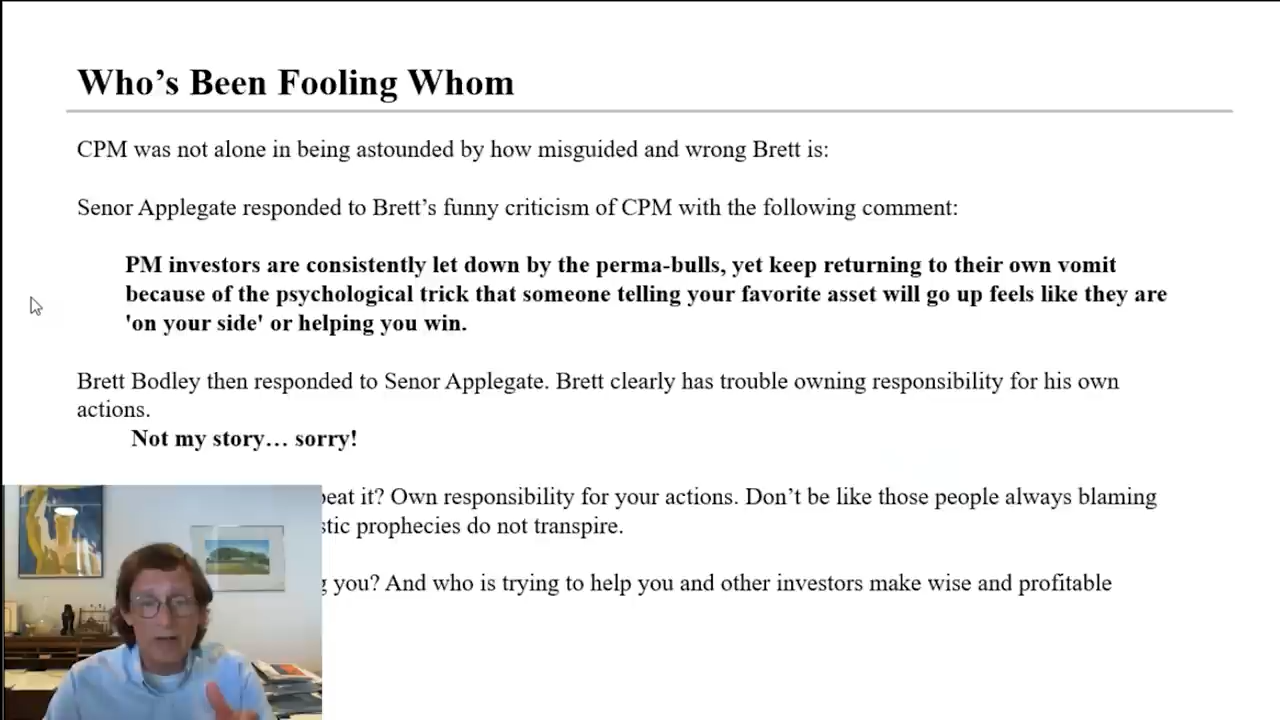 Who’s Been Fooling Whom
CPM was not alone in being astounded by how misguided and wrong Brett is:
Senor Applegate responded to Brett’s funny criticism of CPM with the following comment:
PM investors are consistently let down by the perma-bulls, yet keep returning to their own vomit
because of the psychological trick that someone telling your favorite asset will go up feels like they are
'on your side' or helping you win.
Brett Bodley then responded to Senor Applegate. Brett clearly has trouble owning responsibility for his own
actions.
Not my story… sorry!
it? Own responsibility for your actions. Don’t be like those people always blaming
prophecies do not transpire.
you? And who is trying to help you and other investors make wise and profitable